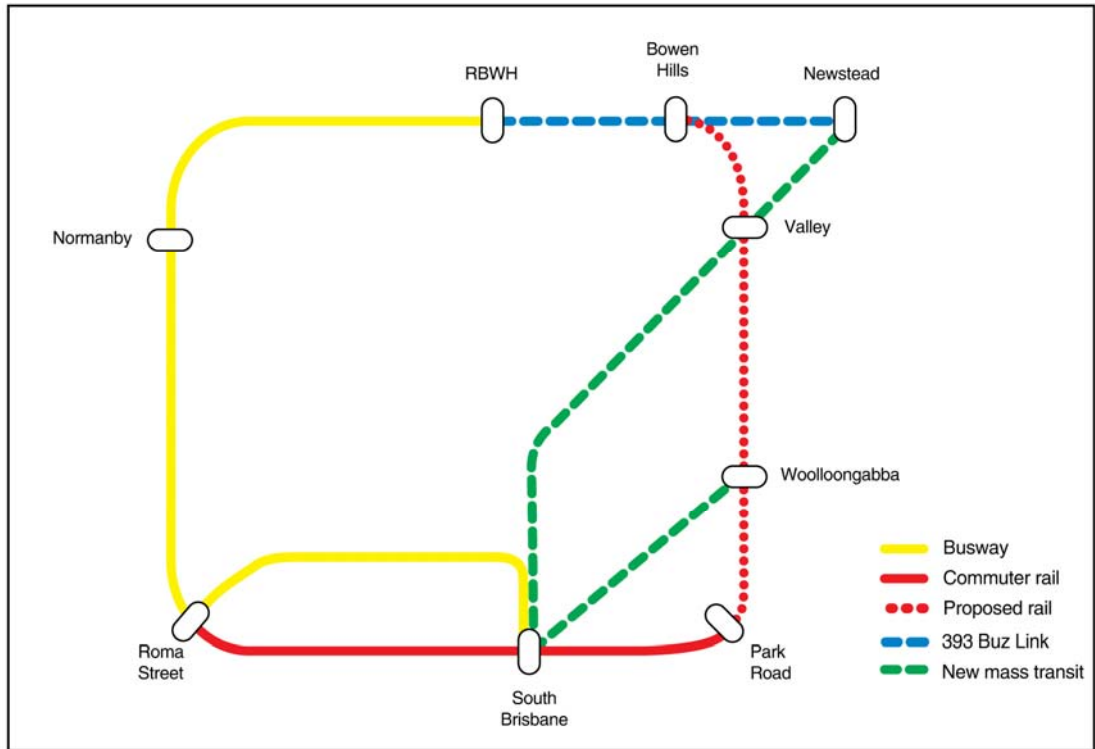 Bowen
Hills
RBWH
Newstead
Normanby
Valley
Woolloongabba
Busway
Commuter rail
Proposed rail
393 Buz Link
New mass transit
Roma
Street
Park
Road
South
Brisbane